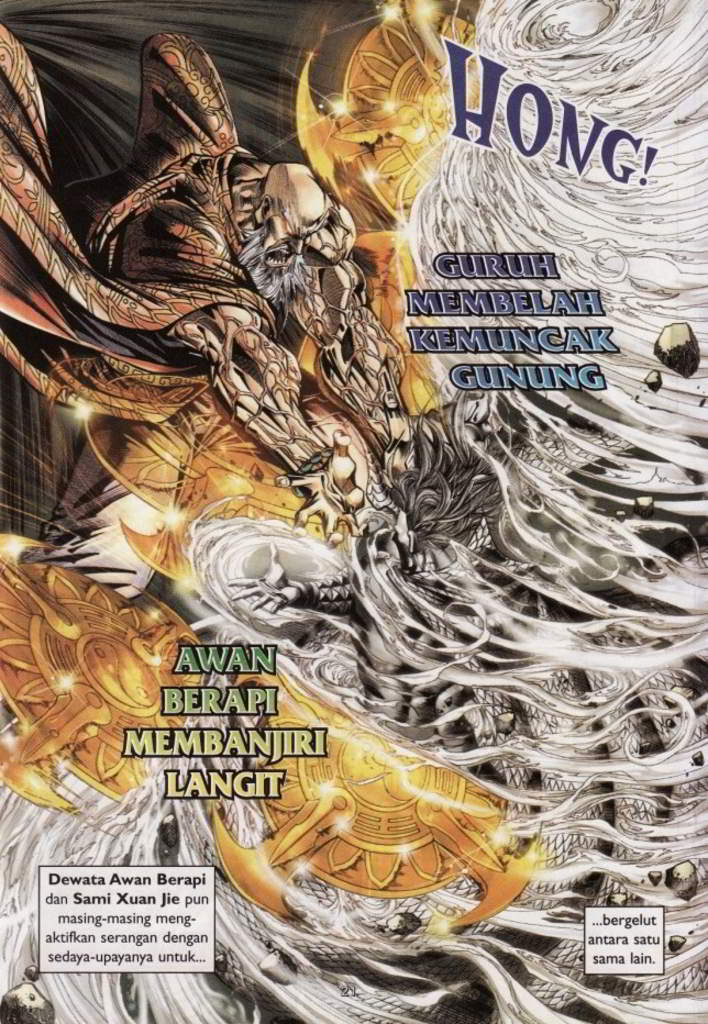 HONG!
GURUH
MEMBELAH
KEMUNCAK
GUNUNG
AWAN
BERAPI
MEMBANJIRI
LANGIT
Dewata Awan Berapi
dan Sami Xuan Jie pun
masing-masing meng-
aktifkan serangan dengan
sedaya-upayanya untuk...
...bergelut
antara satu
sama lain.
21